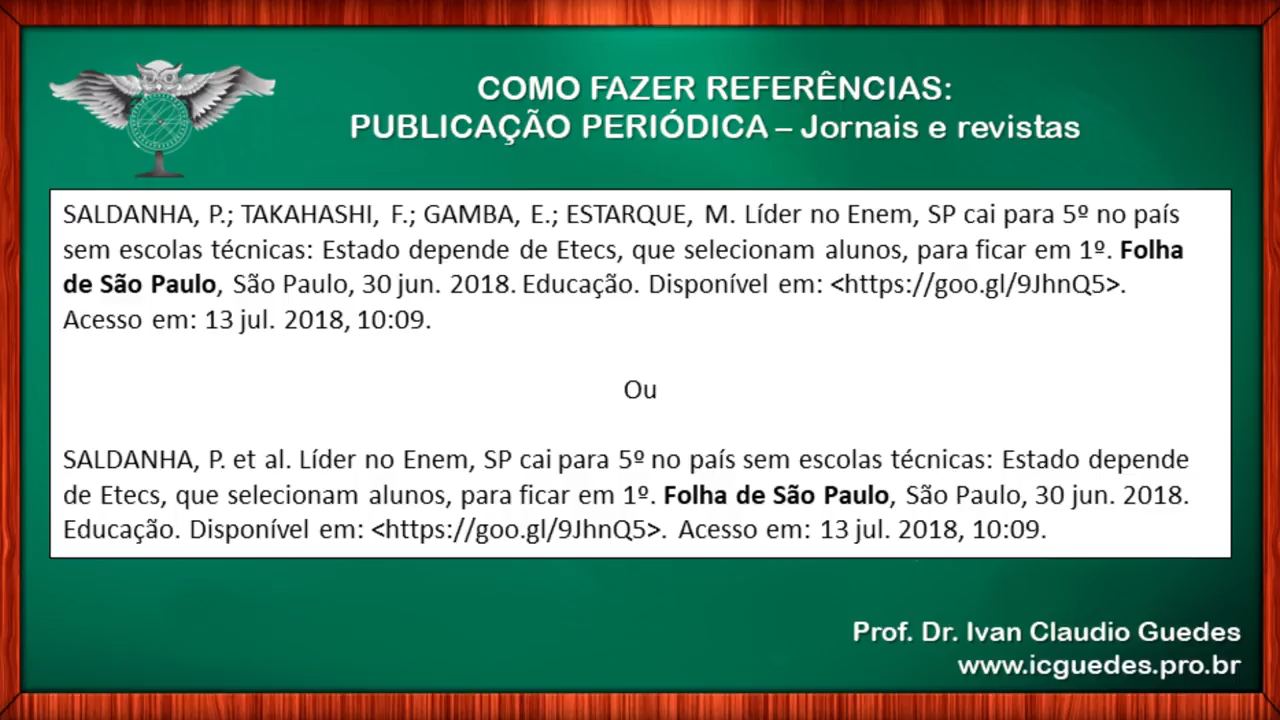 COMO FAZER REFERÊNCIAS:
PUBLICAÇÃO PERIÓDICA – Jornais e revistas
SALDANHA, P.; TAKAHASHI, F.; GAMBA, E.; ESTARQUE, M. Líder no Enem, SP cai para 5º no país
sem escolas técnicas: Estado depende de Etecs, que selecionam alunos, para ficar em 1º. Folha
de São Paulo, São Paulo, 30 jun. 2018. Educação. Disponível em: <https://goo.gl/9JhnQ5>.
Acesso em: 13 jul. 2018, 10:09.
Ou
SALDANHA, P. et al. Líder no Enem, SP cai para 5º no país sem escolas técnicas: Estado depende
de Etecs, que selecionam alunos, para ficar em 1º. Folha de São Paulo, São Paulo, 30 jun. 2018.
Educação. Disponível em: <https://goo.gl/9JhnQ5>. Acesso em: 13 jul. 2018, 10:09.
Prof. Dr. Ivan Claudio Guedes
www.icguedes.pro.br